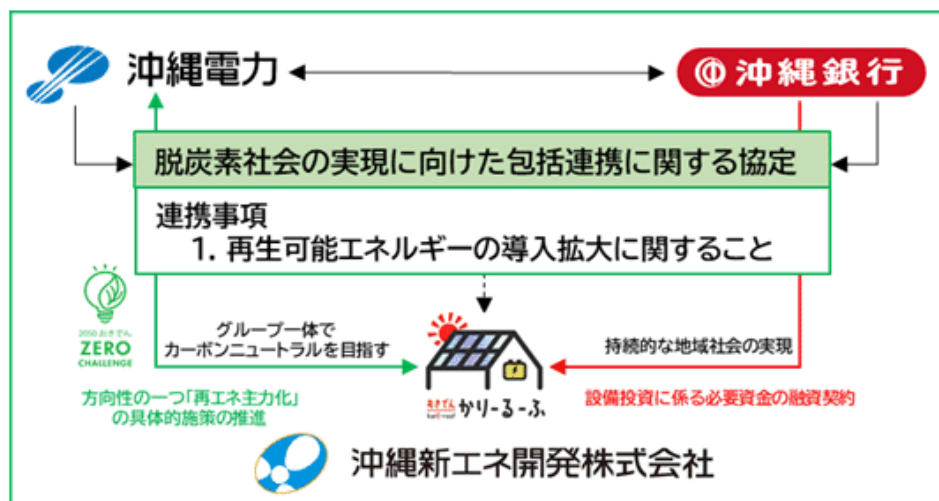 沖縄電力
沖縄銀行
脱炭素社会の実現に向けた包括連携に関する協定
連携事項
1. 再生可能エネルギーの導入拡大に関すること
2050 おきでん
ZERO
CHALLENGE
グループ一体で
カーボンニュートラルを目指す
持続的な地域社会の実現
方向性の一つ「再エネ主力化」
の具体的施策の推進
おきでん
かりーるーふ
設備投資に係る必要資金の融資契約
沖縄新エネ開発株式会社